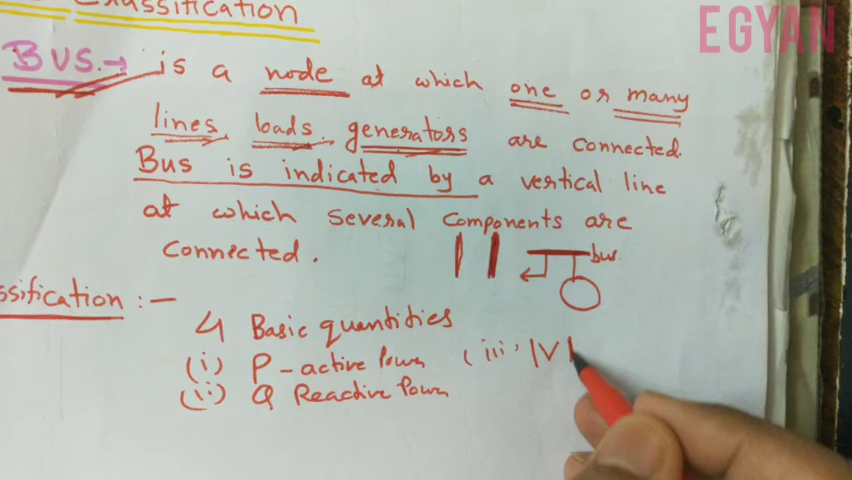 Classification
EGYAN
BUS → is a node at which one or many
lines, loads, generators are connected.
Bus is indicated by a vertical line
at which several components are
connected.
bus
ssification :-
4 Basic quantities
(i) P - active Power (iii) |V|
(ii) Q Reactive Power